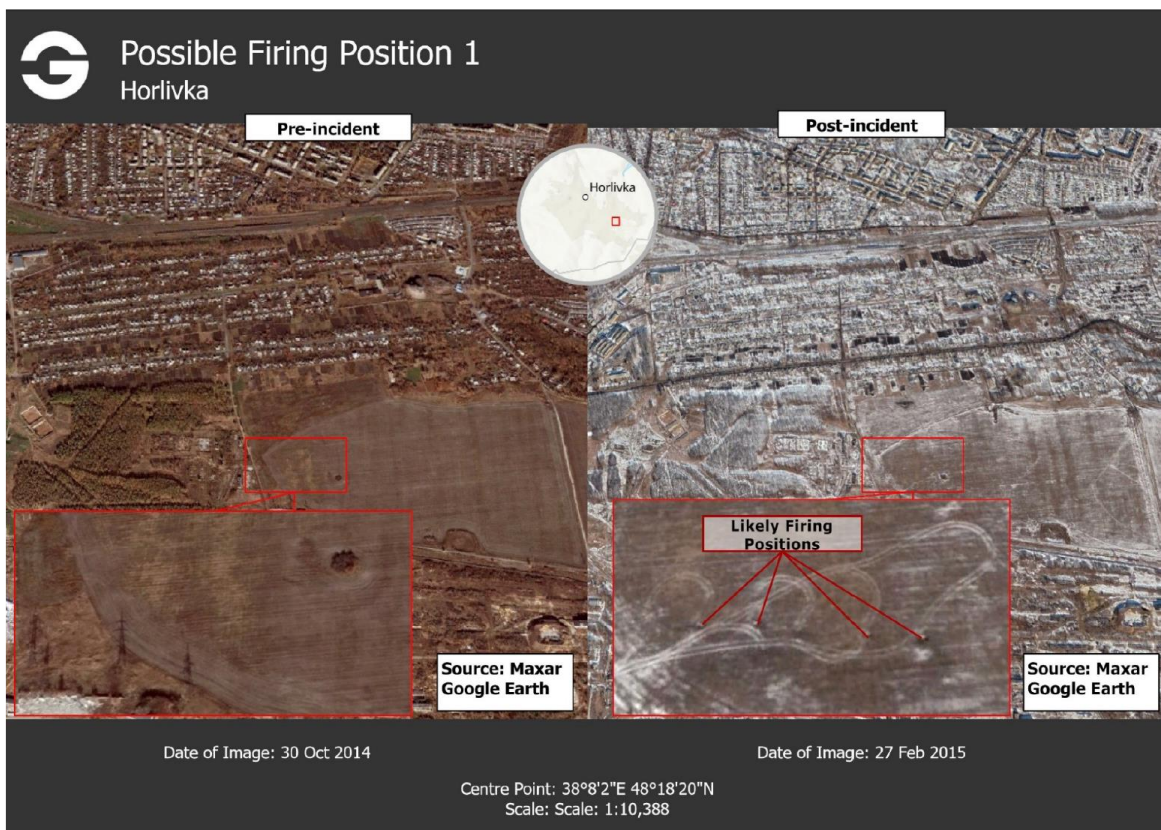 Possible Firing Position 1
Horlivka
Pre-incident
Post-incident
Horlivka
Likely Firing
Positions
Source: Maxar
Google Earth
Source: Maxar
Google Earth
Date of Image: 30 Oct 2014
Date of Image: 27 Feb 2015
Centre Point: 38°8'2"E 48°18'20"N
Scale: Scale: 1:10,388